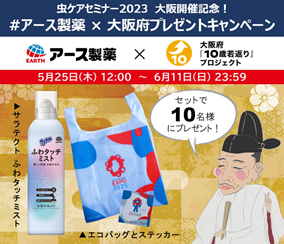 虫ケアセミナー2023 大阪開催記念！
#アース製薬 × 大阪府プレゼントキャンペーン
EARTH アース製薬 × 10 大阪府
「10歳若返り」
プロジェクト
5月25日(木) 12:00 ～ 6月11日(日) 23:59
▲サラテクト ふわタッチミスト
ふわタッチ
ミスト
EXPO
2025
セットで
10名様
にプレゼント！
▲エコバッグとステッカー